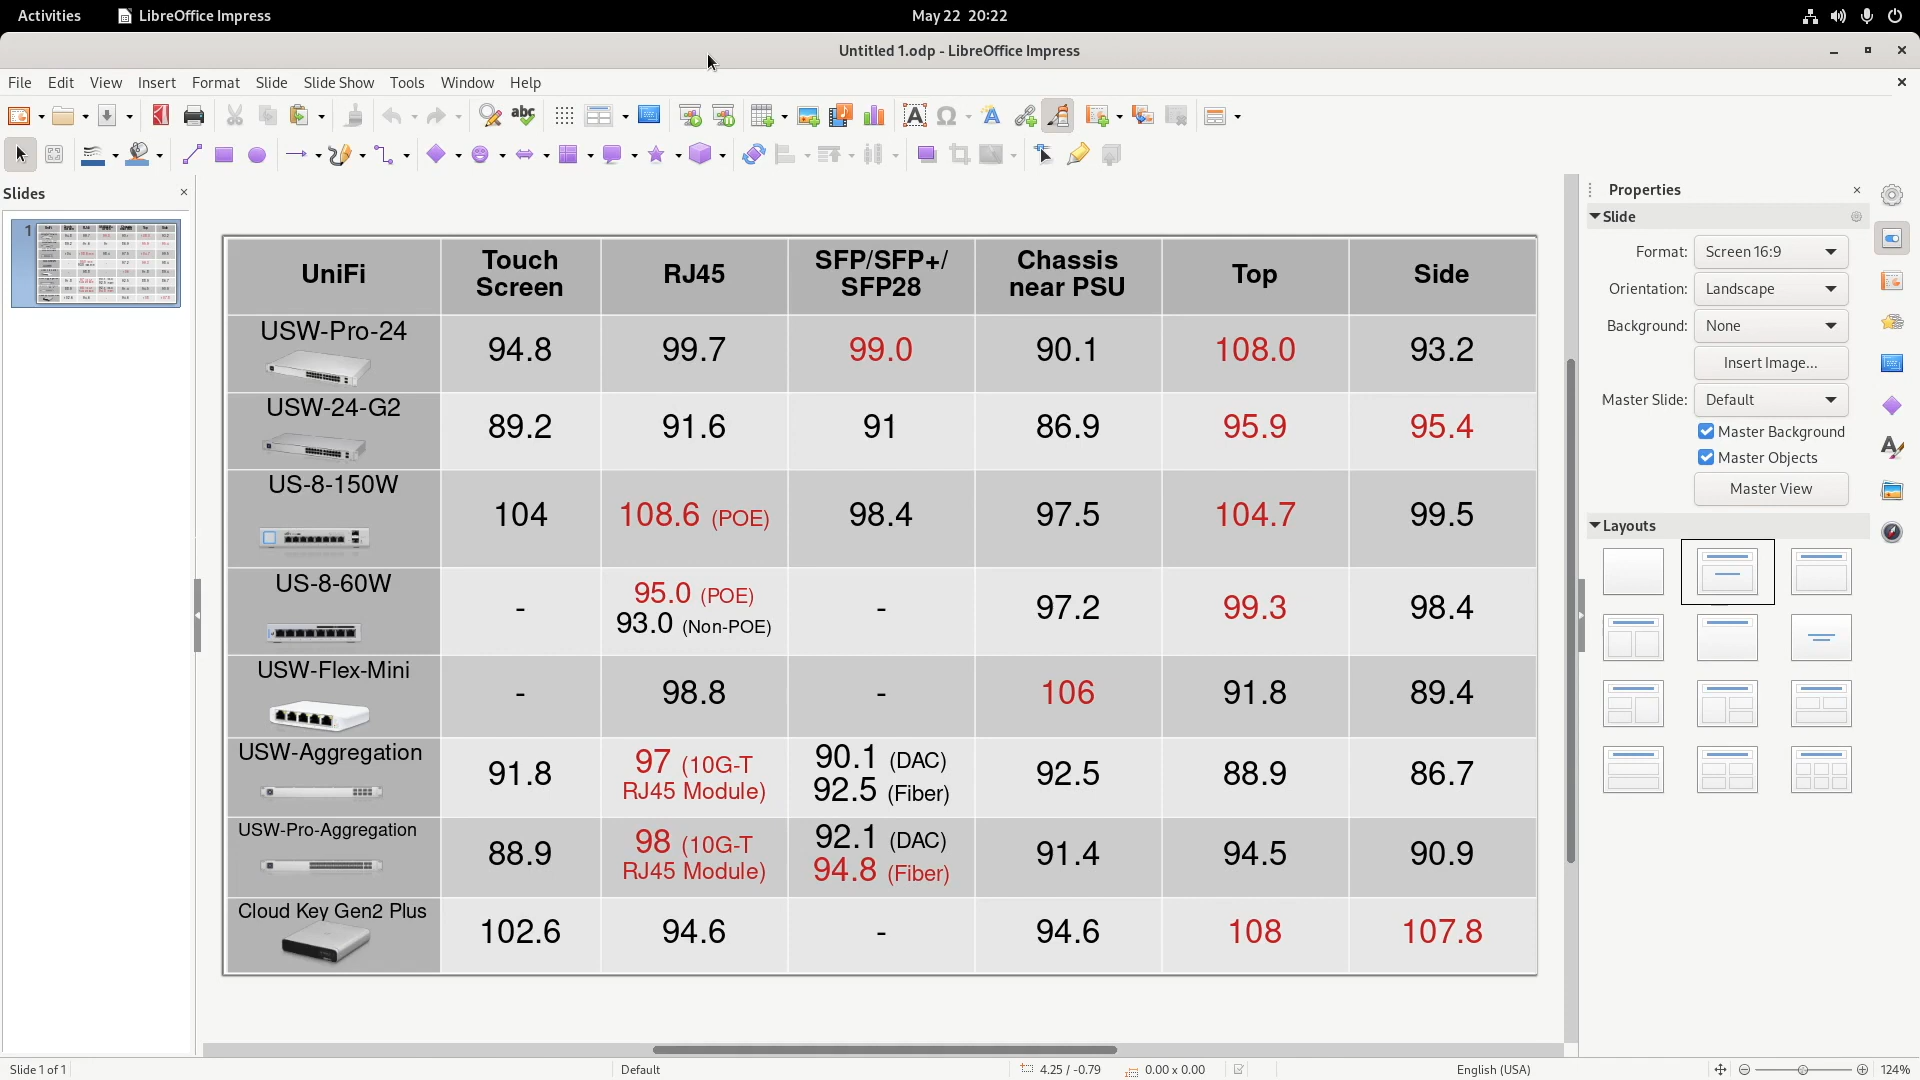 Activities
LibreOffice Impress
May 22 20:22
Untitled 1.odp - LibreOffice Impress
File Edit View Insert Format Slide Slide Show Tools Window Help
Slides
1
UniFi
Touch
Screen
RJ45
SFP/SFP+/
SFP28
Chassis
near PSU
Top
Side
USW-Pro-24
94.8
99.7
99.0
90.1
108.0
93.2
USW-24-G2
89.2
91.6
91
86.9
95.9
95.4
US-8-150W
104
108.6 (POE)
98.4
97.5
104.7
99.5
US-8-60W
-
95.0 (POE)
93.0 (Non-POE)
-
97.2
99.3
98.4
USW-Flex-Mini
-
98.8
-
106
91.8
89.4
USW-Aggregation
91.8
97 (10G-T
RJ45 Module)
90.1 (DAC)
92.5 (Fiber)
92.5
88.9
86.7
USW-Pro-Aggregation
88.9
98 (10G-T
RJ45 Module)
92.1 (DAC)
94.8 (Fiber)
91.4
94.5
90.9
Cloud Key Gen2 Plus
102.6
94.6
-
94.6
108
107.8
Properties
Slide
Format: Screen 16:9
Orientation: Landscape
Background: None
Insert Image...
Master Slide: Default
Master Background
Master Objects
Master View
Layouts
Slide 1 of 1
Default
4.25 / -0.79
0.00 x 0.00
English (USA)
124%